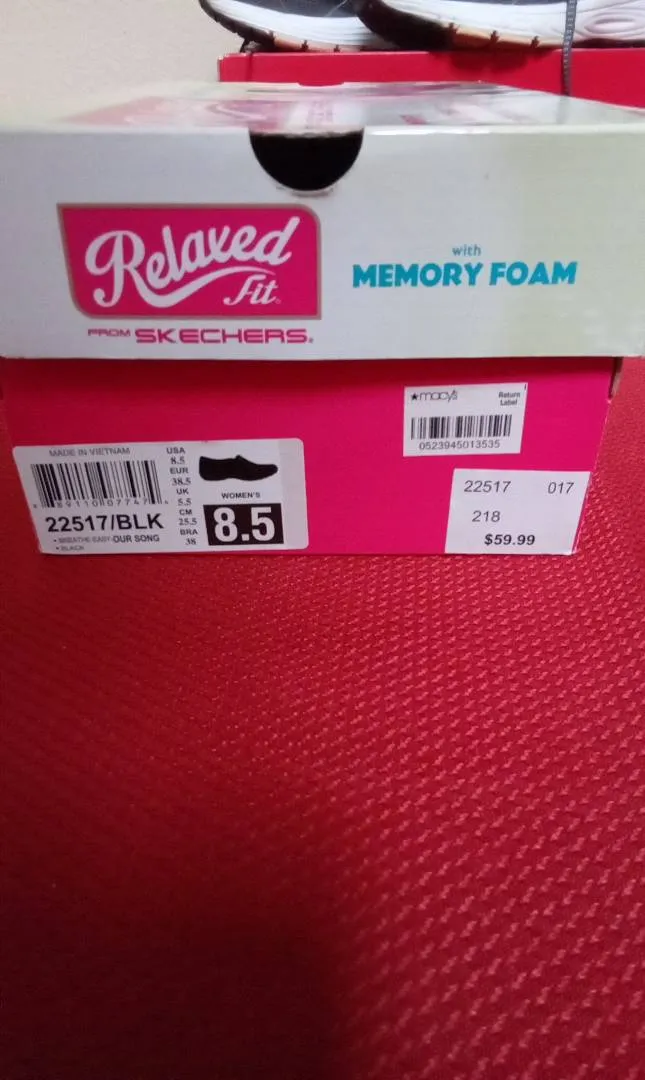 Relaxed
Fit®
FROM SKECHERS®
with
MEMORY FOAM
★macy's
Return
Label
0523945013535
MADE IN VIETNAM
22517/BLK
• BREATHE-EASY-OUR SONG
• BLACK
USA
8.5
EUR
38.5
UK
5.5
CM
25.5
BRA
38
WOMEN'S
8.5
22517 017
218
$59.99